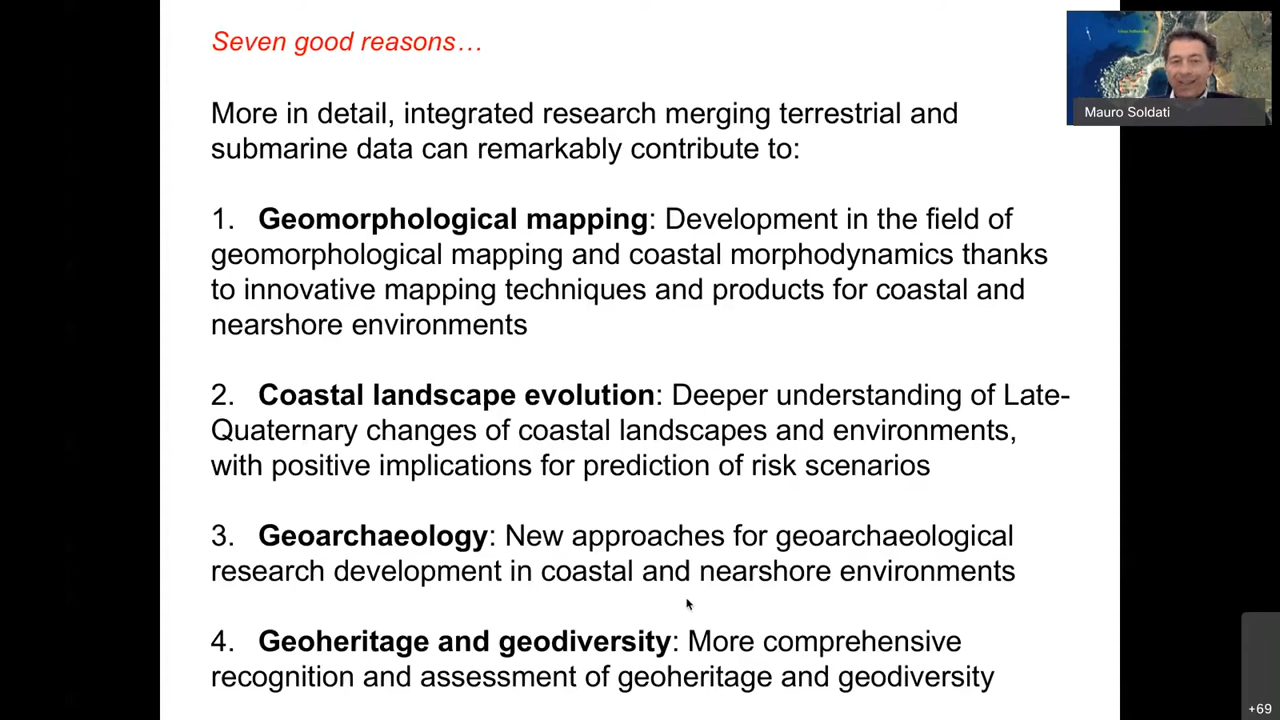 Seven good reasons…
Mauro Soldati
More in detail, integrated research merging terrestrial and
submarine data can remarkably contribute to:
1. Geomorphological mapping: Development in the field of
geomorphological mapping and coastal morphodynamics thanks
to innovative mapping techniques and products for coastal and
nearshore environments
2. Coastal landscape evolution: Deeper understanding of Late-
Quaternary changes of coastal landscapes and environments,
with positive implications for prediction of risk scenarios
3. Geoarchaeology: New approaches for geoarchaeological
research development in coastal and nearshore environments
4. Geoheritage and geodiversity: More comprehensive
recognition and assessment of geoheritage and geodiversity
+69